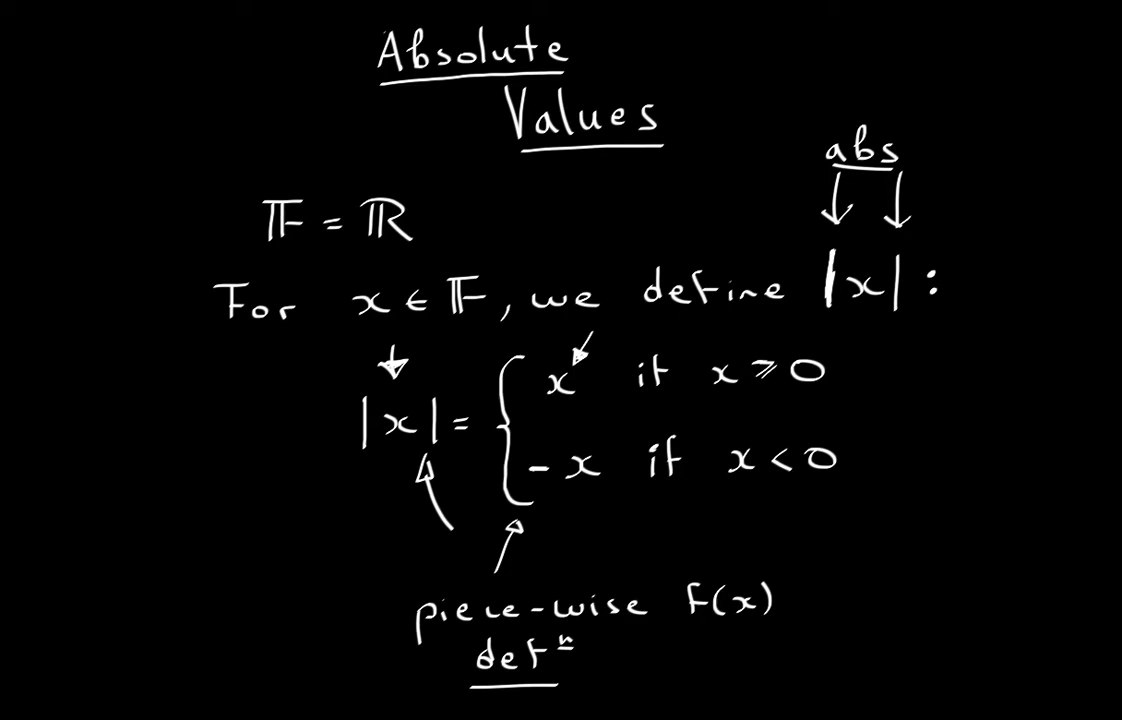 Absolute
Values
abs
𝔽 = ℝ
For x ∈ 𝔽, we define |x| :
|x| = { x if x ⩾ 0
- x if x < 0
piece-wise f(x)
defⁿ